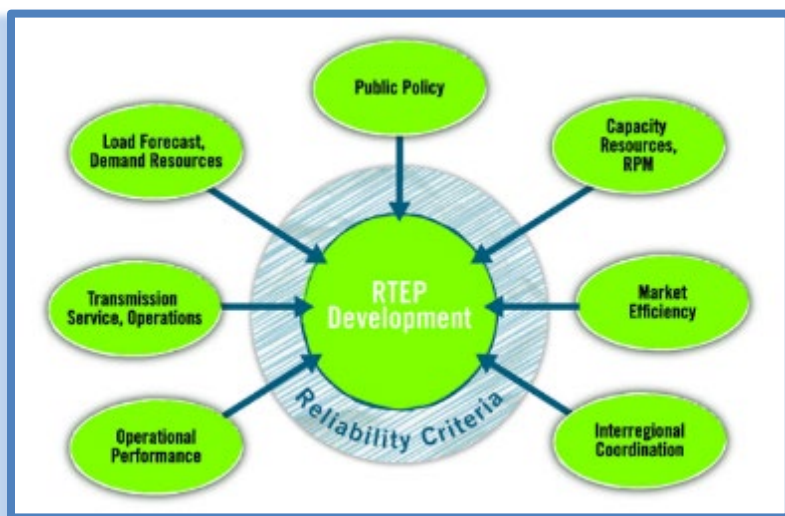 Public Policy
Load Forecast,
Demand Resources
Capacity
Resources,
RPM
Transmission
Service, Operations
RTEP
Development
Market
Efficiency
Operational
Performance
Reliability Criteria
Interregional
Coordination